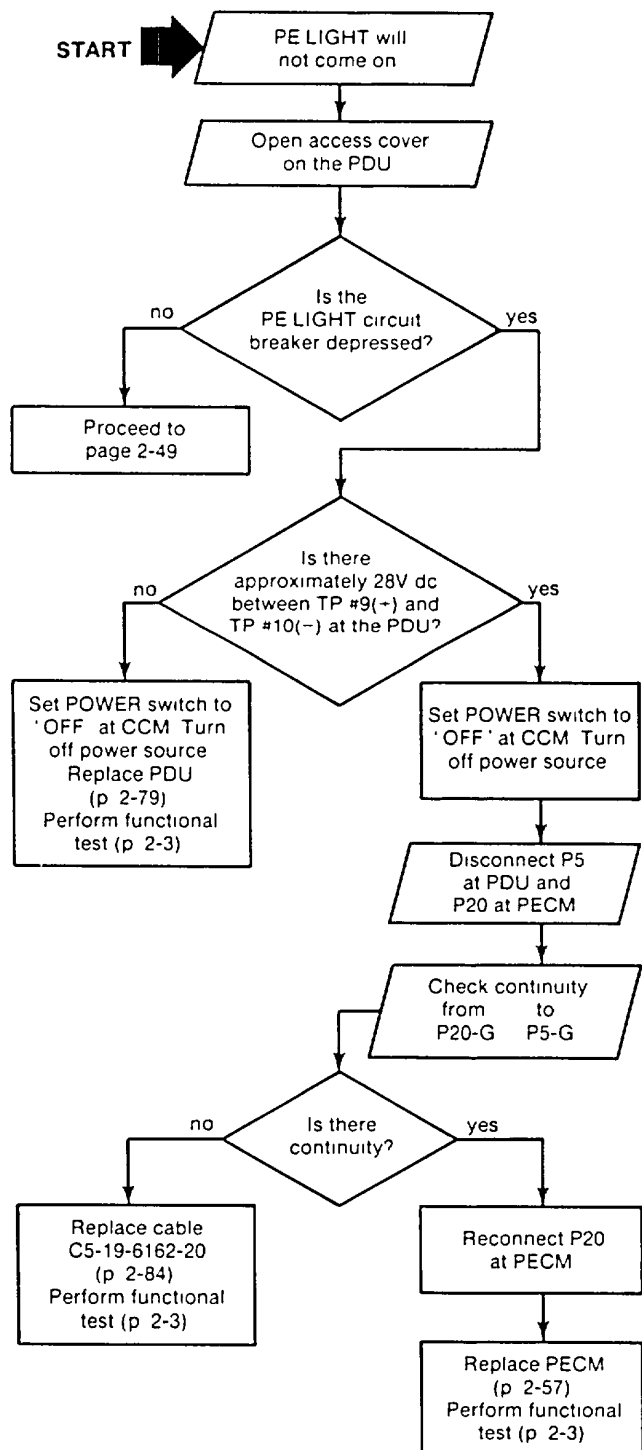 START
PE LIGHT will
not come on
Open access cover
on the PDU
Is the
PE LIGHT circuit
breaker depressed?
no
yes
Proceed to
page 2-49
Is there
approximately 28V dc
between TP #9(+) and
TP #10(-) at the PDU?
no
yes
Set POWER switch to
'OFF' at CCM Turn
off power source
Replace PDU
(p 2-79)
Perform functional
test (p 2-3)
Set POWER switch to
'OFF' at CCM Turn
off power source
Disconnect P5
at PDU and
P20 at PECM
Check continuity
from to
P20-G P5-G
Is there
continuity?
no
yes
Replace cable
C5-19-6162-20
(p 2-84)
Perform functional
test (p 2-3)
Reconnect P20
at PECM
Replace PECM
(p 2-57)
Perform functional
test (p 2-3)